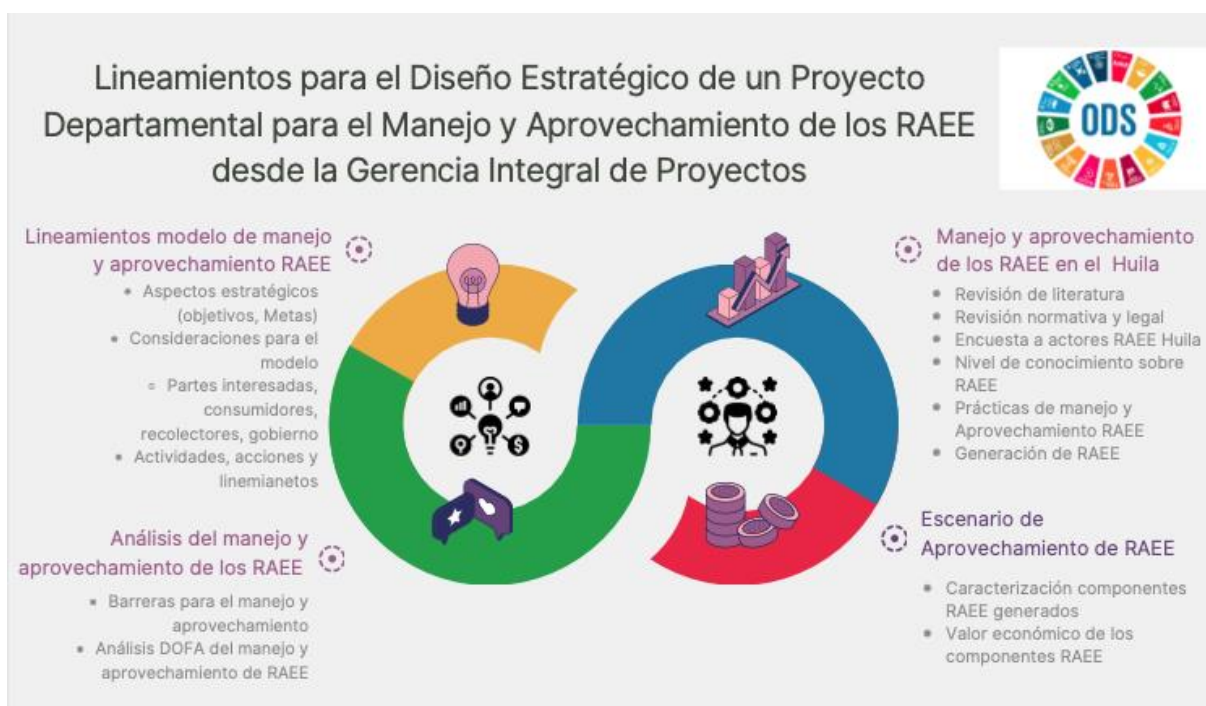 Lineamientos para el Diseño Estratégico de un Proyecto
Departamental para el Manejo y Aprovechamiento de los RAEE
desde la Gerencia Integral de Proyectos
ODS
Lineamientos modelo de manejo
y aprovechamiento RAEE
• Aspectos estratégicos
(objetivos, Metas)
• Consideraciones para el
modelo
◦ Partes interesadas,
consumidores,
recolectores, gobierno
• Actividades, acciones y
linemianetos
Análisis del manejo y
aprovechamiento de los RAEE
• Barreras para el manejo y
aprovechamiento
• Análisis DOFA del manejo y
aprovechamiento de RAEE
Manejo y aprovechamiento
de los RAEE en el Huila
• Revisión de literatura
• Revisión normativa y legal
• Encuesta a actores RAEE Huila
• Nivel de conocimiento sobre
RAEE
• Prácticas de manejo y
Aprovechamiento RAEE
• Generación de RAEE
Escenario de
Aprovechamiento de RAEE
• Caracterización componentes
RAEE generados
• Valor económico de los
componentes RAEE